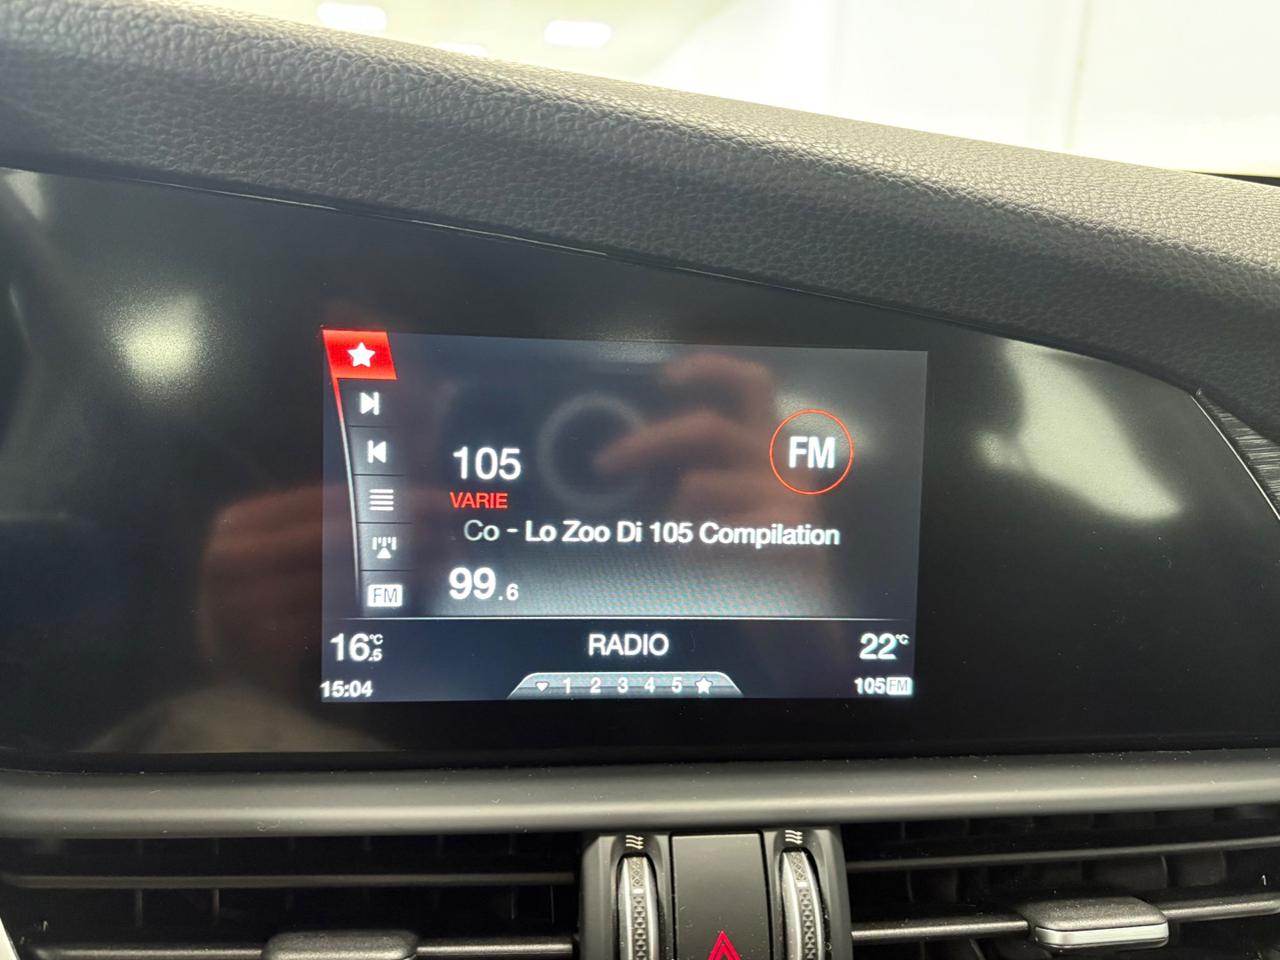 105
FM
VARIE
Co - Lo Zoo Di 105 Compilation
FM
99.6
16.5°C
RADIO
22°C
15:04
1 2 3 4 5
105 FM
1